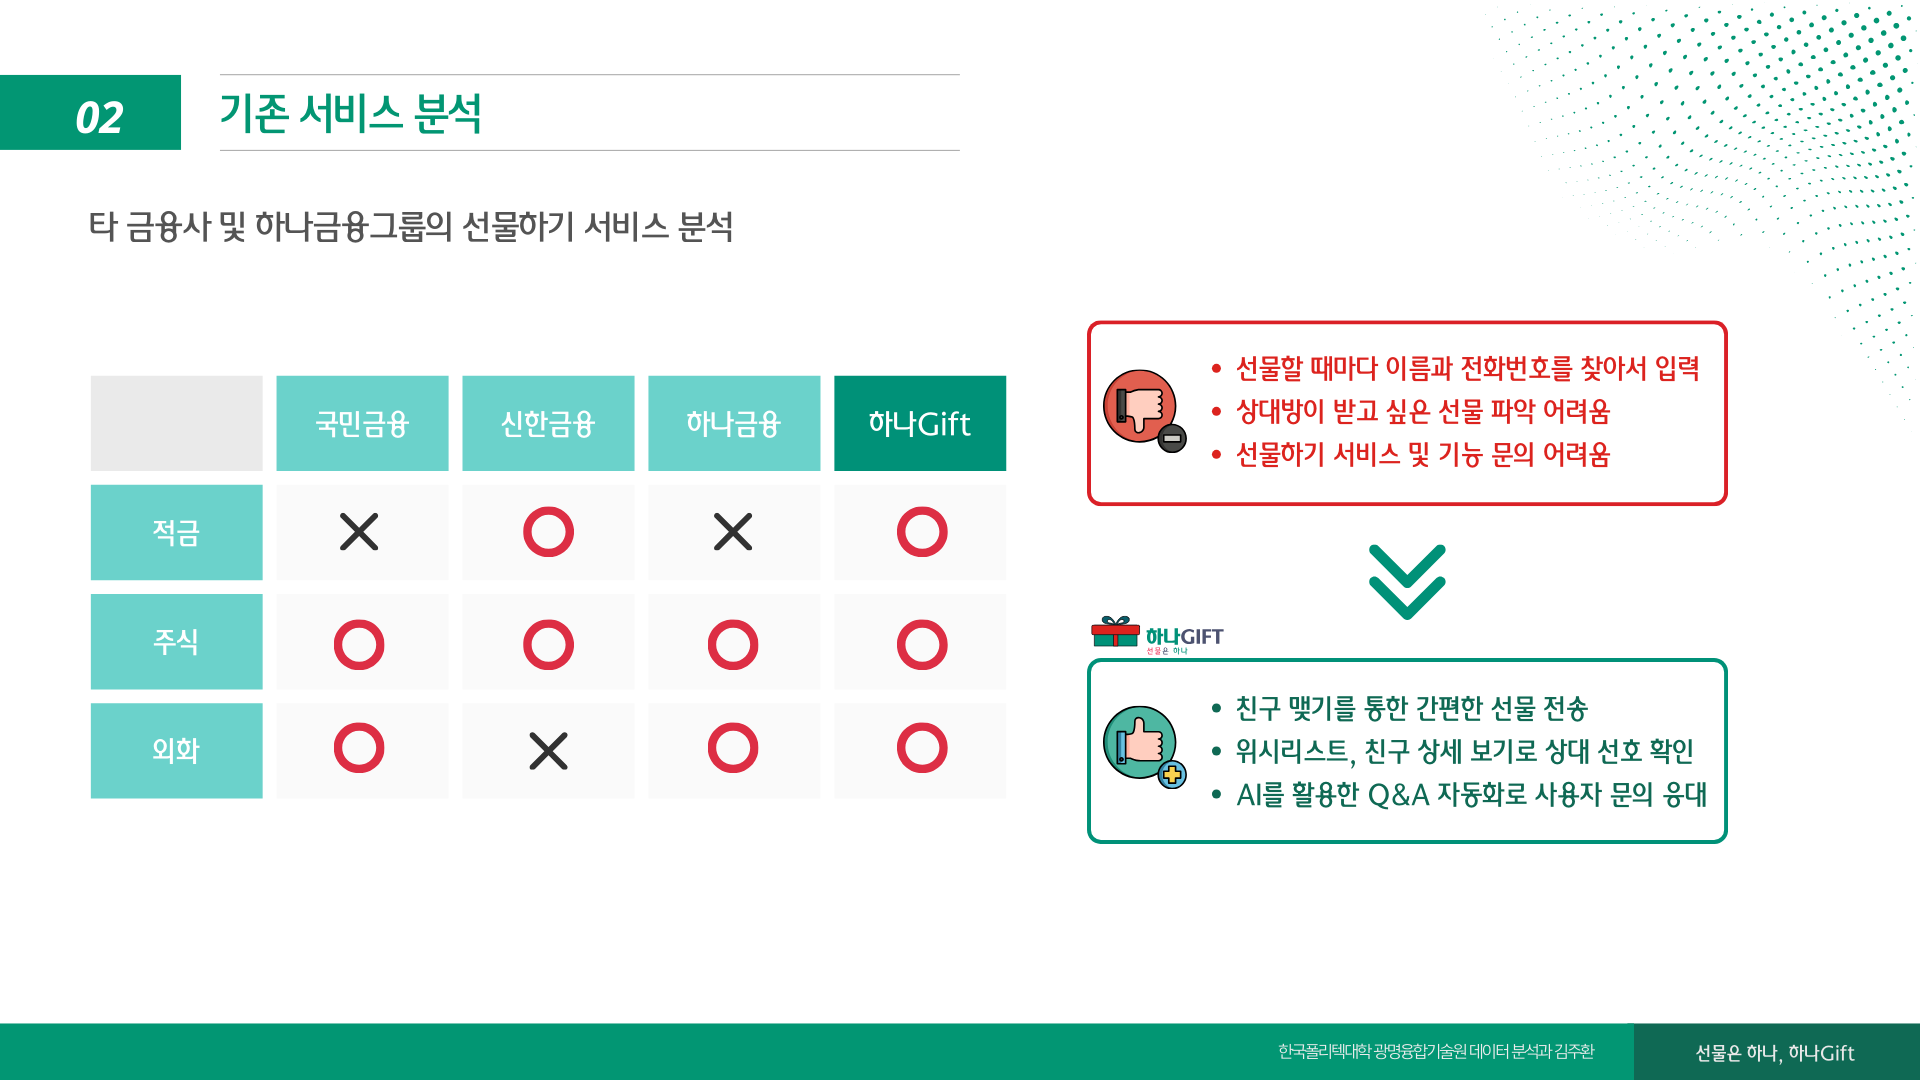 02
기존 서비스 분석
타 금융사 및 하나금융그룹의 선물하기 서비스 분석
국민금융 신한금융 하나금융 하나Gift
적금 X O X O
주식 O O O O
외화 O X O O
• 선물할 때마다 이름과 전화번호를 찾아서 입력
• 상대방이 받고 싶은 선물 파악 어려움
• 선물하기 서비스 및 기능 문의 어려움
하나GIFT
선물은 하나
• 친구 맺기를 통한 간편한 선물 전송
• 위시리스트, 친구 상세 보기로 상대 선호 확인
• AI를 활용한 Q&A 자동화로 사용자 문의 응대
한국폴리텍대학 광명융합기술원 데이터 분석과 김주환
선물은 하나, 하나Gift